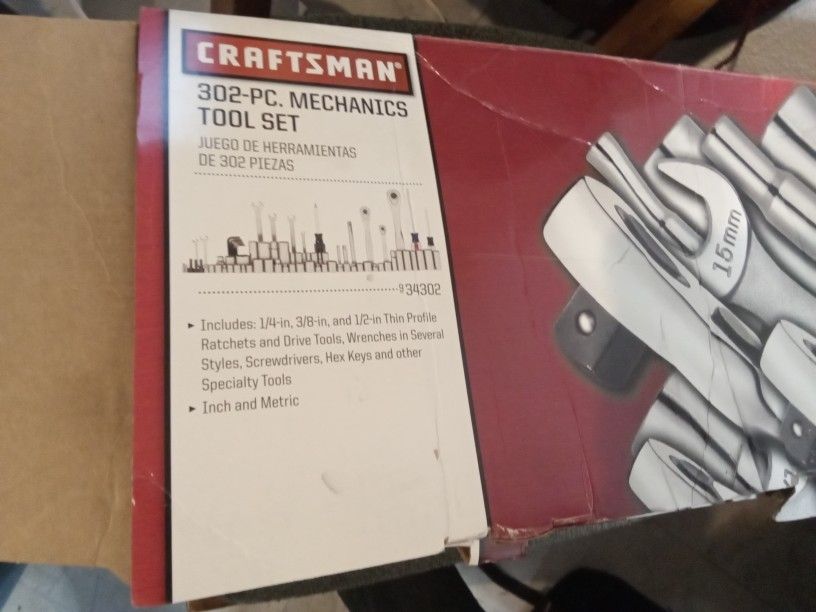 CRAFTSMAN®
302-PC. MECHANICS
TOOL SET
JUEGO DE HERRAMIENTAS
DE 302 PIEZAS
9 34302
▸ Includes: 1/4-in, 3/8-in, and 1/2-in Thin Profile
Ratchets and Drive Tools, Wrenches in Several
Styles, Screwdrivers, Hex Keys and other
Specialty Tools
▸ Inch and Metric
15mm